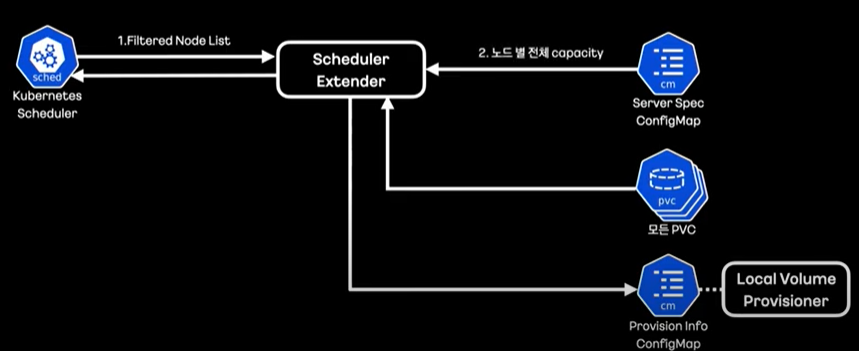 1.Filtered Node List
sched
Kubernetes
Scheduler
Scheduler
Extender
2. 노드 별 전체 capacity
cm
Server Spec
ConfigMap
pvc
모든 PVC
cm
Provision Info
ConfigMap
Local Volume
Provisioner